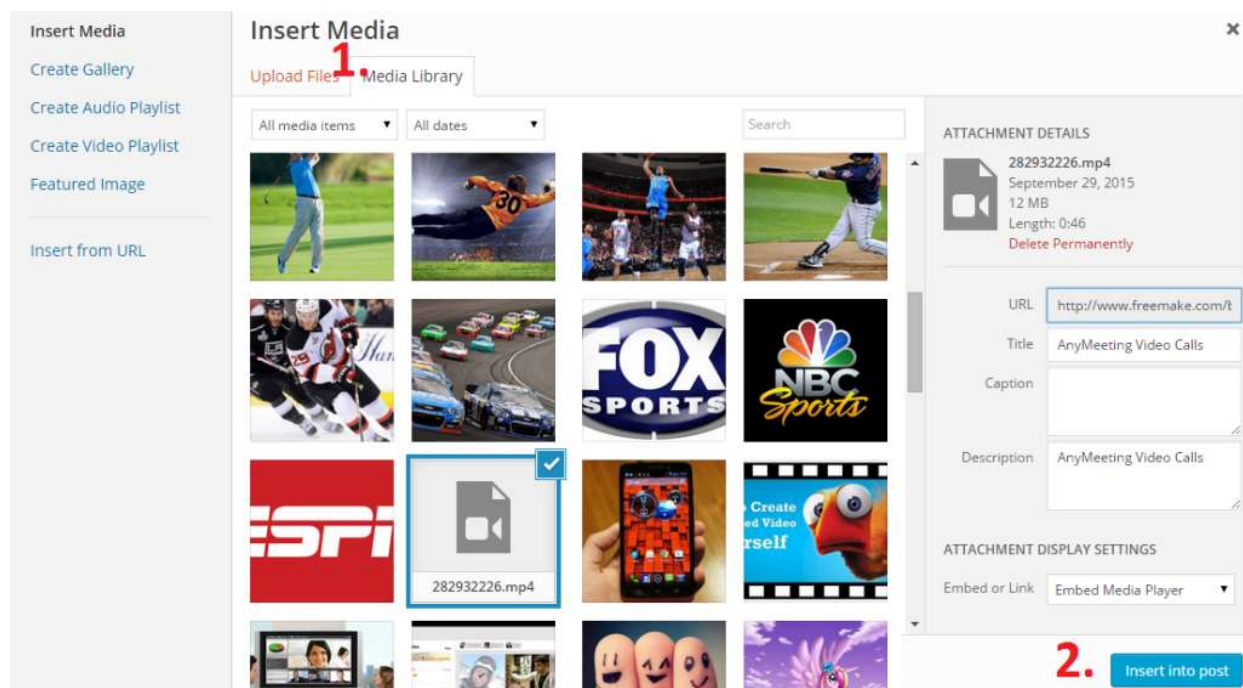 Insert Media
Create Gallery
Create Audio Playlist
Create Video Playlist
Featured Image
Insert from URL
Insert Media
1.
Upload Files
Media Library
All media items
All dates
Search
30
29
FOX
SPORTS
NBC
Sports
282932226.mp4
Create
ed Video
rself
ATTACHMENT DETAILS
282932226.mp4
September 29, 2015
12 MB
Length: 0:46
Delete Permanently
URL http://www.freemake.com/b
Title AnyMeeting Video Calls
Caption
Description AnyMeeting Video Calls
ATTACHMENT DISPLAY SETTINGS
Embed or Link Embed Media Player
2.
Insert into post